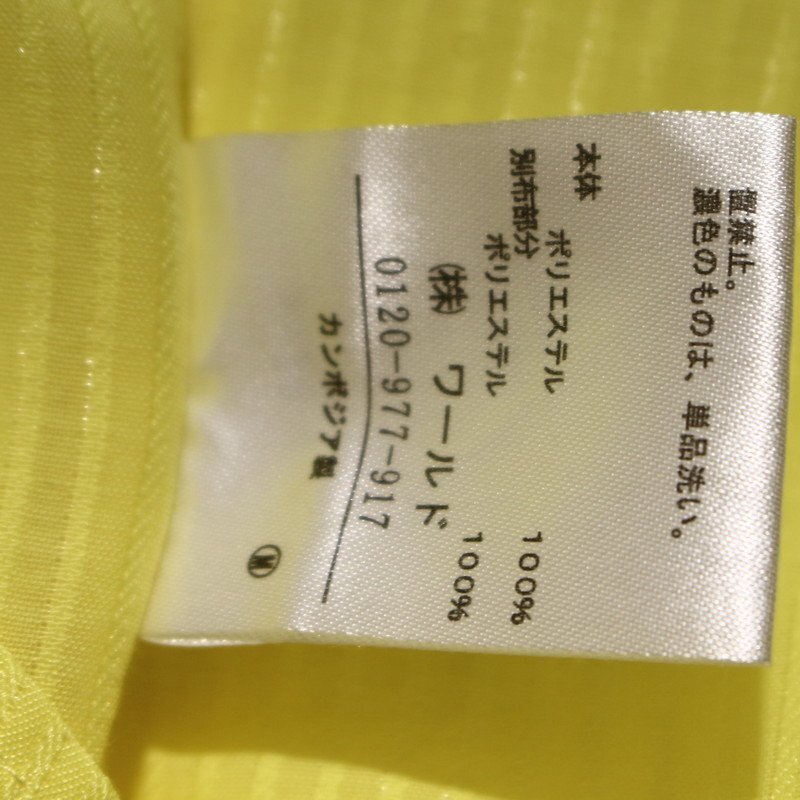 置禁止。
濃色のものは、単品洗い。
本体
ポリエステル 100%
別布部分
ポリエステル 100%
㈱ ワールド
0120-977-917
カンボジア製
Ⓜ